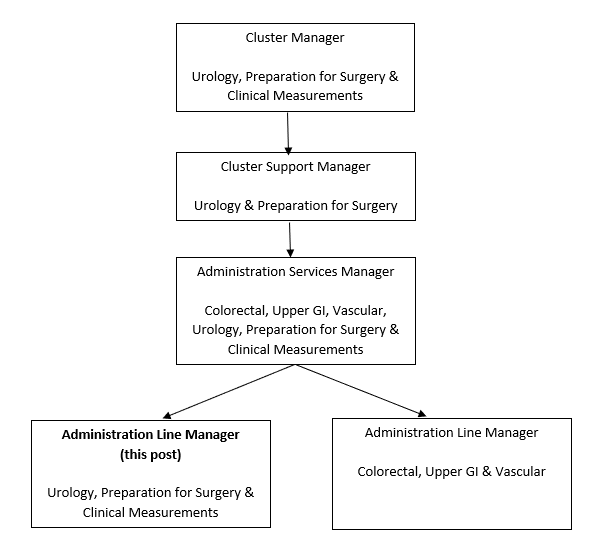 Cluster Manager
Urology, Preparation for Surgery &
Clinical Measurements
Cluster Support Manager
Urology & Preparation for Surgery
Administration Services Manager
Colorectal, Upper GI, Vascular,
Urology, Preparation for Surgery &
Clinical Measurements
Administration Line Manager
(this post)
Urology, Preparation for Surgery &
Clinical Measurements
Administration Line Manager
Colorectal, Upper GI & Vascular